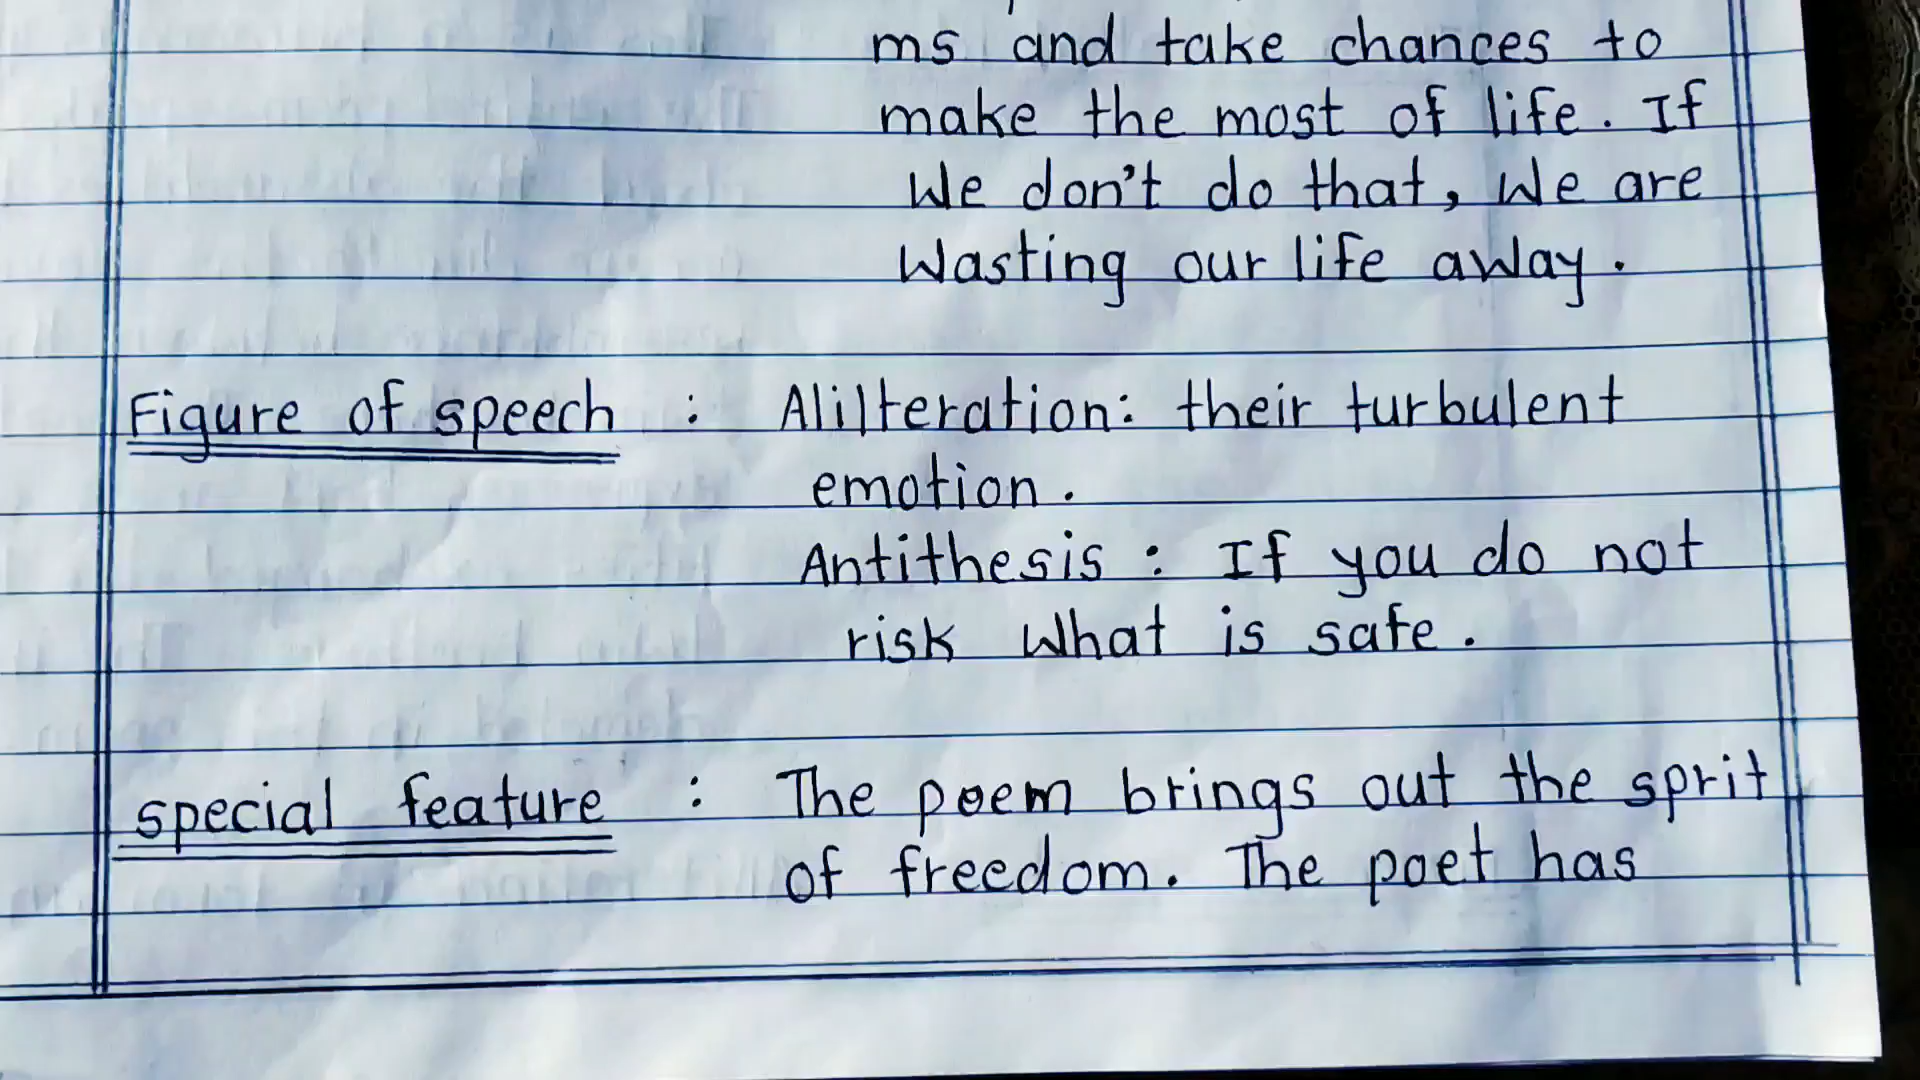 ms and take chances to
make the most of life. If
We don't do that, We are
Wasting our life away.
Figure of speech : Alilteration: their turbulent
emotion.
Antithesis : If you do not
risk What is safe.
special feature : The poem brings out the sprit
of freedom. The poet has